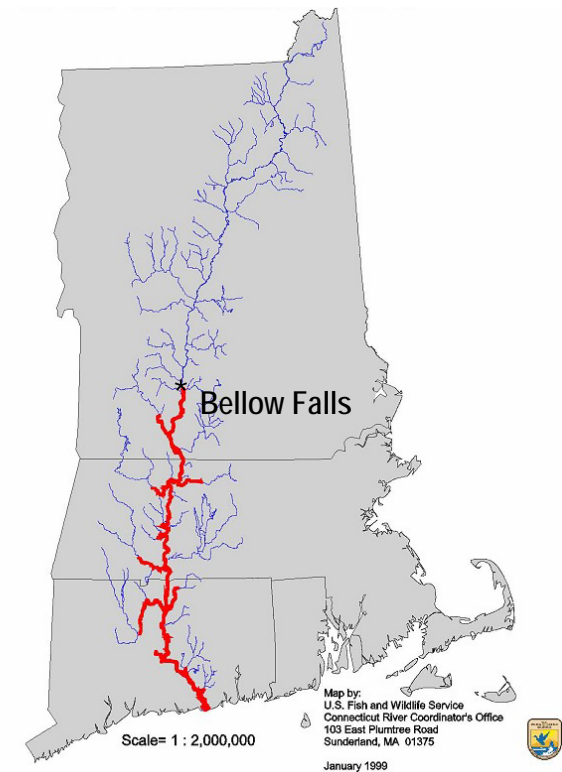 *
Bellow Falls
Map by:
U.S. Fish and Wildlife Service
Connecticut River Coordinator's Office
103 East Plumtree Road
Sunderland, MA 01375
Scale= 1 : 2,000,000
January 1999